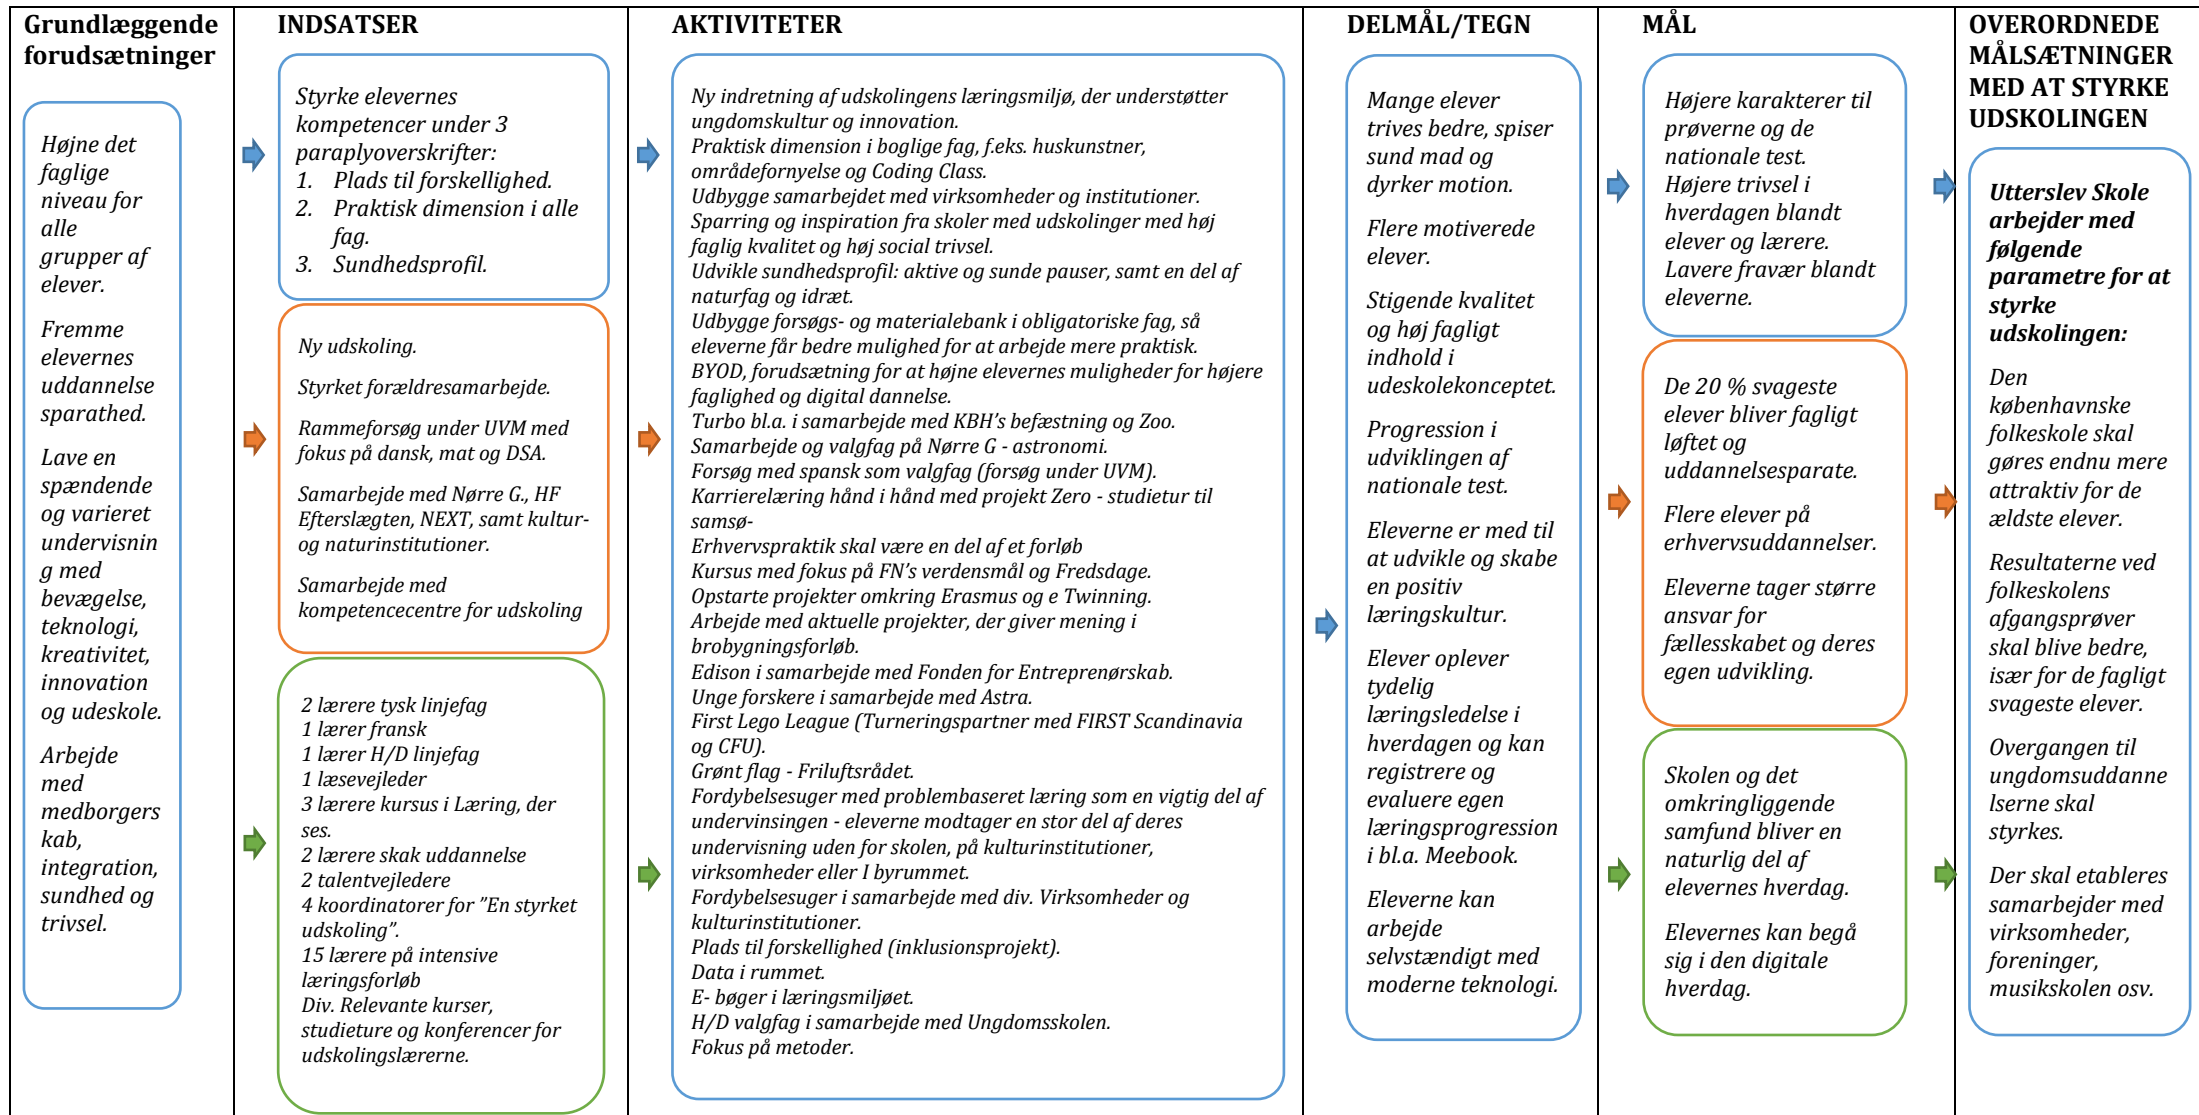 Grundlæggende
forudsætninger
Højne det
faglige
niveau for
alle
grupper af
elever.
Fremme
elevernes
uddannelse
sparathed.
Lave en
spændende
og varieret
undervisnin
g med
bevægelse,
teknologi,
kreativitet,
innovation
og udeskole.
Arbejde
med
medborgers
kab,
integration,
sundhed og
trivsel.
INDSATSER
Styrke elevernes
kompetencer under 3
paraplyoverskrifter:
1. Plads til forskellighed.
2. Praktisk dimension i alle
fag.
3. Sundhedsprofil.
Ny udskoling.
Styrket forældresamarbejde.
Rammeforsøg under UVM med
fokus på dansk, mat og DSA.
Samarbejde med Nørre G., HF
Efterslægten, NEXT, samt kultur-
og naturinstitutioner.
Samarbejde med
kompetencecentre for udskoling
2 lærere tysk linjefag
1 lærer fransk
1 lærer H/D linjefag
1 læsevejleder
3 lærere kursus i Læring, der
ses.
2 lærere skak uddannelse
2 talentvejledere
4 koordinatorer for ”En styrket
udskoling”.
15 lærere på intensive
læringsforløb
Div. Relevante kurser,
studieture og konferencer for
udskolingslærerne.
AKTIVITETER
Ny indretning af udskolingens læringsmiljø, der understøtter
ungdomskultur og innovation.
Praktisk dimension i boglige fag, f.eks. huskunstner,
områdefornyelse og Coding Class.
Udbygge samarbejdet med virksomheder og institutioner.
Sparring og inspiration fra skoler med udskolinger med høj
faglig kvalitet og høj social trivsel.
Udvikle sundhedsprofil: aktive og sunde pauser, samt en del af
naturfag og idræt.
Udbygge forsøgs- og materialebank i obligatoriske fag, så
eleverne får bedre mulighed for at arbejde mere praktisk.
BYOD, forudsætning for at højne elevernes muligheder for højere
faglighed og digital dannelse.
Turbo bl.a. i samarbejde med KBH’s befæstning og Zoo.
Samarbejde og valgfag på Nørre G - astronomi.
Forsøg med spansk som valgfag (forsøg under UVM).
Karrierelæring hånd i hånd med projekt Zero - studietur til
samsø-
Erhvervspraktik skal være en del af et forløb
Kursus med fokus på FN’s verdensmål og Fredsdage.
Opstarte projekter omkring Erasmus og e Twinning.
Arbejde med aktuelle projekter, der giver mening i
brobygningsforløb.
Edison i samarbejde med Fonden for Entreprenørskab.
Unge forskere i samarbejde med Astra.
First Lego League (Turneringspartner med FIRST Scandinavia
og CFU).
Grønt flag - Friluftsrådet.
Fordybelsesuger med problembaseret læring som en vigtig del af
undervinsingen - eleverne modtager en stor del af deres
undervisning uden for skolen, på kulturinstitutioner,
virksomheder eller I byrummet.
Fordybelsesuger i samarbejde med div. Virksomheder og
kulturinstitutioner.
Plads til forskellighed (inklusionsprojekt).
Data i rummet.
E- bøger i læringsmiljøet.
H/D valgfag i samarbejde med Ungdomsskolen.
Fokus på metoder.
DELMÅL/TEGN
Mange elever
trives bedre, spiser
sund mad og
dyrker motion.
Flere motiverede
elever.
Stigende kvalitet
og høj fagligt
indhold i
udeskolekonceptet.
Progression i
udviklingen af
nationale test.
Eleverne er med til
at udvikle og skabe
en positiv
læringskultur.
Elever oplever
tydelig
læringsledelse i
hverdagen og kan
registrere og
evaluere egen
læringsprogression
i bl.a. Meebook.
Eleverne kan
arbejde
selvstændigt med
moderne teknologi.
MÅL
Højere karakterer til
prøverne og de
nationale test.
Højere trivsel i
hverdagen blandt
elever og lærere.
Lavere fravær blandt
eleverne.
De 20 % svageste
elever bliver fagligt
løftet og
uddannelsesparate.
Flere elever på
erhvervsuddannelser.
Eleverne tager større
ansvar for
fællesskabet og deres
egen udvikling.
Skolen og det
omkringliggende
samfund bliver en
naturlig del af
elevernes hverdag.
Elevernes kan begå
sig i den digitale
hverdag.
OVERORDNEDE
MÅLSÆTNINGER
MED AT STYRKE
UDSKOLINGEN
Utterslev Skole
arbejder med
følgende
parametre for at
styrke
udskolingen:
Den
københavnske
folkeskole skal
gøres endnu mere
attraktiv for de
ældste elever.
Resultaterne ved
folkeskolens
afgangsprøver
skal blive bedre,
især for de fagligt
svageste elever.
Overgangen til
ungdomsuddanne
lserne skal
styrkes.
Der skal etableres
samarbejder med
virksomheder,
foreninger,
musikskolen osv.